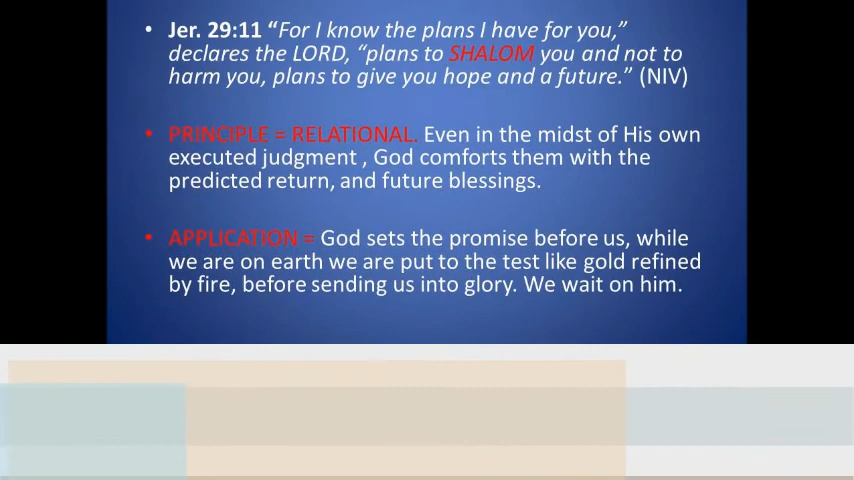 • Jer. 29:11 “For I know the plans I have for you,”
declares the LORD, “plans to SHALOM you and not to
harm you, plans to give you hope and a future.” (NIV)
• PRINCIPLE = RELATIONAL. Even in the midst of His own
executed judgment , God comforts them with the
predicted return, and future blessings.
• APPLICATION = God sets the promise before us, while
we are on earth we are put to the test like gold refined
by fire, before sending us into glory. We wait on him.